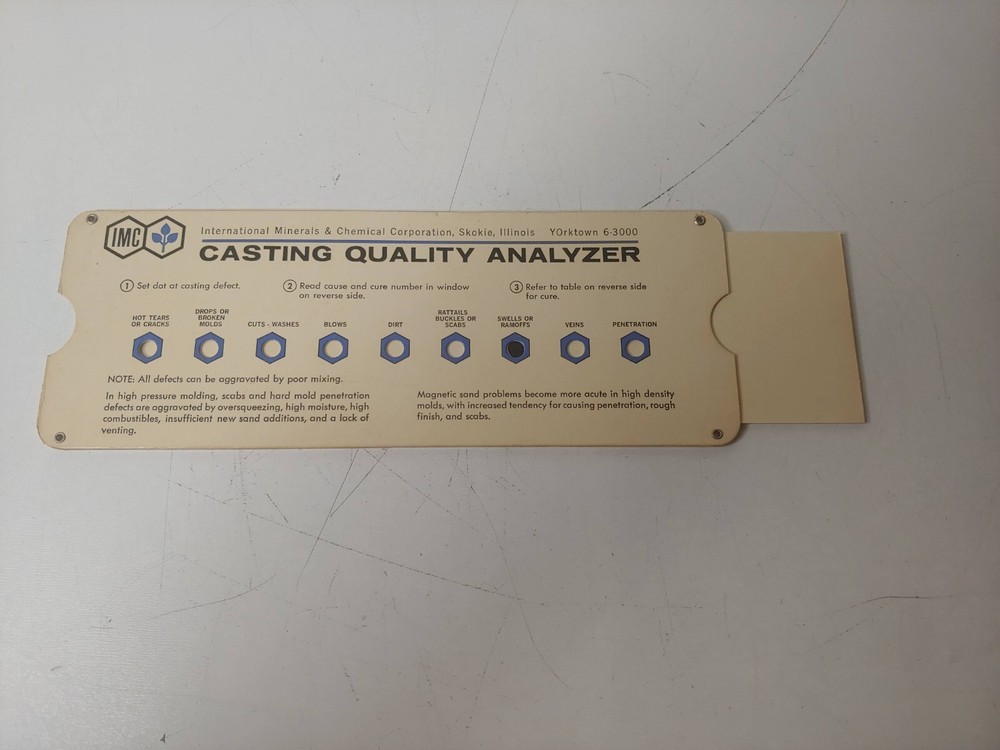 IMC
International Minerals & Chemical Corporation, Skokie, Illinois YOrktown 6-3000
CASTING QUALITY ANALYZER
1 Set dot at casting defect.
2 Read cause and cure number in window
on reverse side.
3 Refer to table on reverse side
for cure.
HOT TEARS
OR CRACKS
DROPS OR
BROKEN
MOLDS
CUTS - WASHES
BLOWS
DIRT
RATTAILS
BUCKLES OR
SCABS
SWELLS OR
RAMOFFS
VEINS
PENETRATION
NOTE: All defects can be aggravated by poor mixing.
In high pressure molding, scabs and hard mold penetration
defects are aggravated by oversqueezing, high moisture, high
combustibles, insufficient new sand additions, and a lack of
venting.
Magnetic sand problems become more acute in high density
molds, with increased tendency for causing penetration, rough
finish, and scabs.